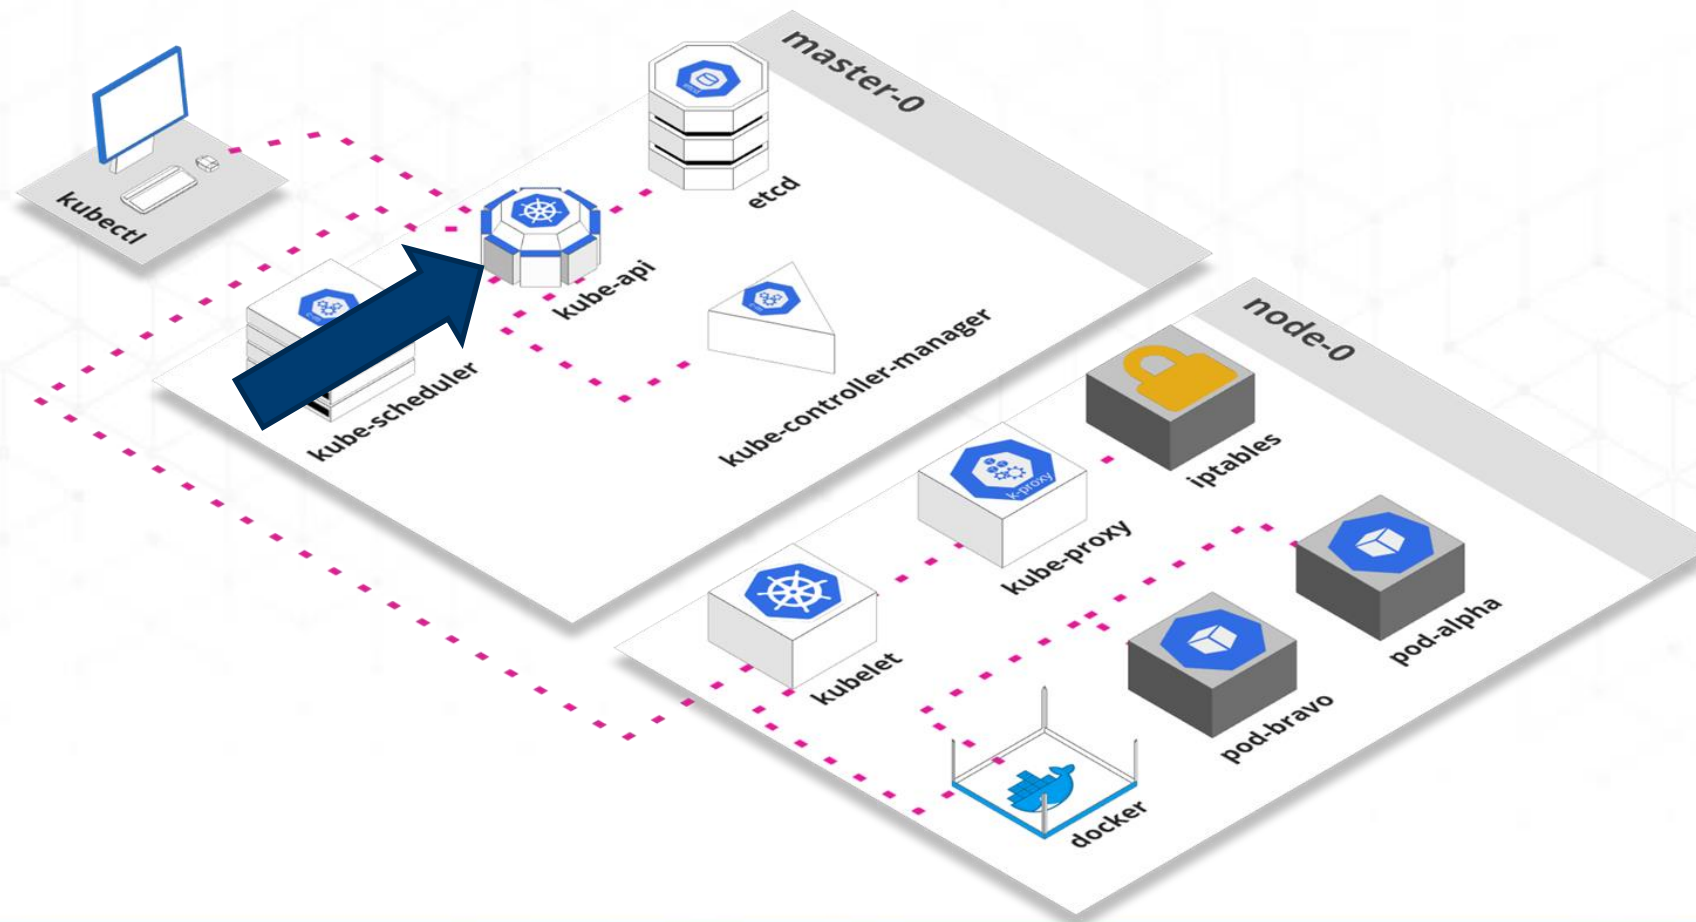 master-0
kubectl
etcd
kube-api
kube-scheduler
kube-controller-manager
node-0
iptables
k-proxy
kube-proxy
kubelet
pod-alpha
pod-bravo
docker
etcd